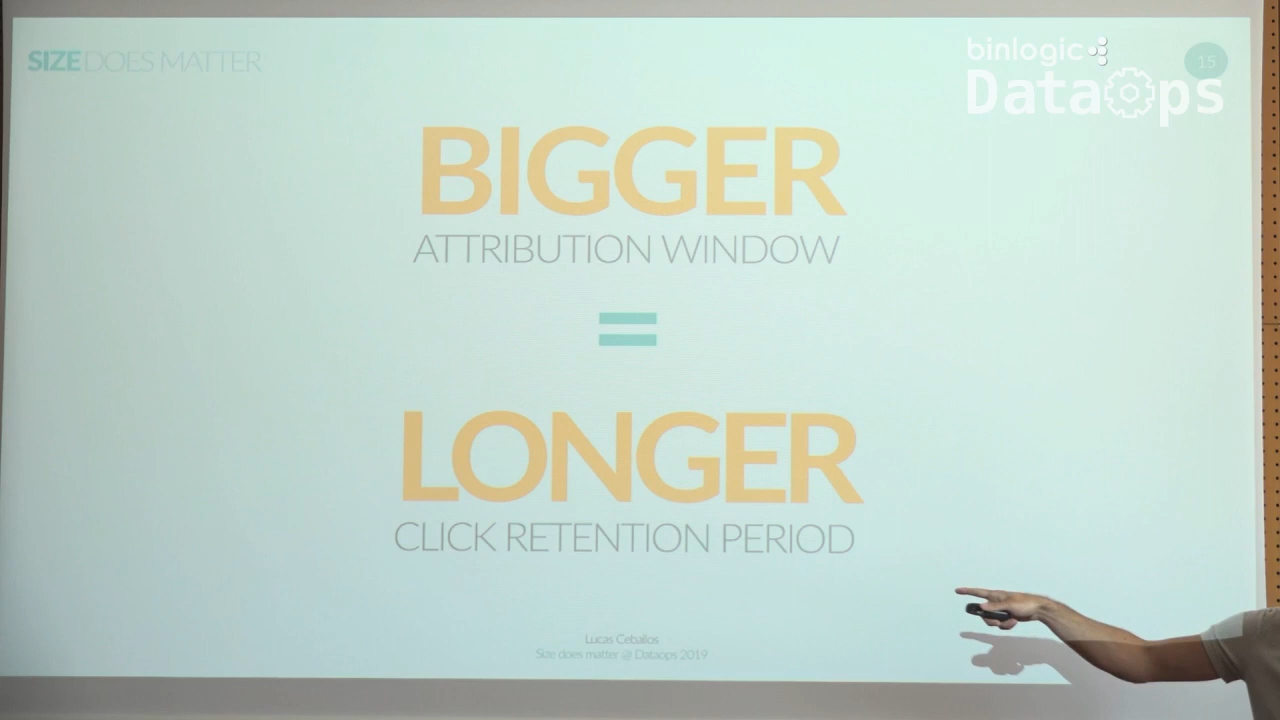 SIZE DOES MATTER
binlogic
DataOps
15
BIGGER
ATTRIBUTION WINDOW
=
LONGER
CLICK RETENTION PERIOD
Lucas Ceballos
Size does matter @ Dataops 2019